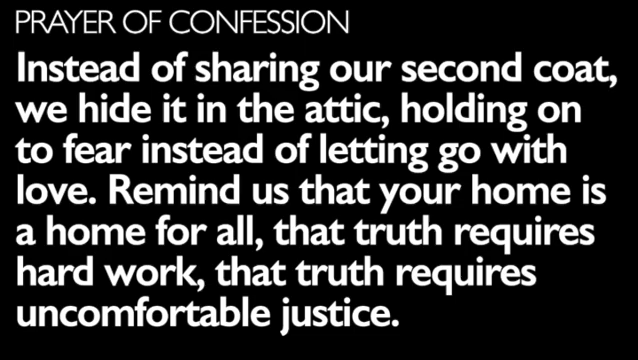 PRAYER OF CONFESSION
Instead of sharing our second coat,
we hide it in the attic, holding on
to fear instead of letting go with
love. Remind us that your home is
a home for all, that truth requires
hard work, that truth requires
uncomfortable justice.